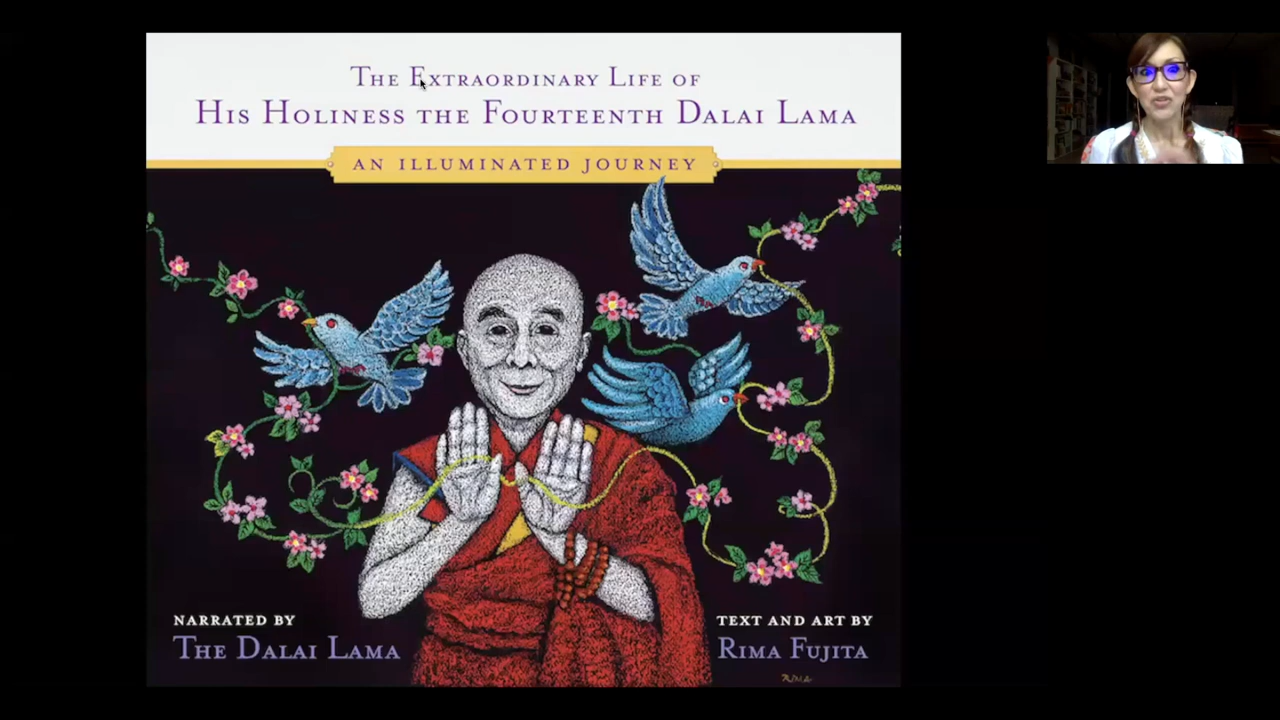 The Extraordinary Life of
His Holiness the Fourteenth Dalai Lama
AN ILLUMINATED JOURNEY
NARRATED BY
The Dalai Lama
TEXT AND ART BY
Rima Fujita
RIMA